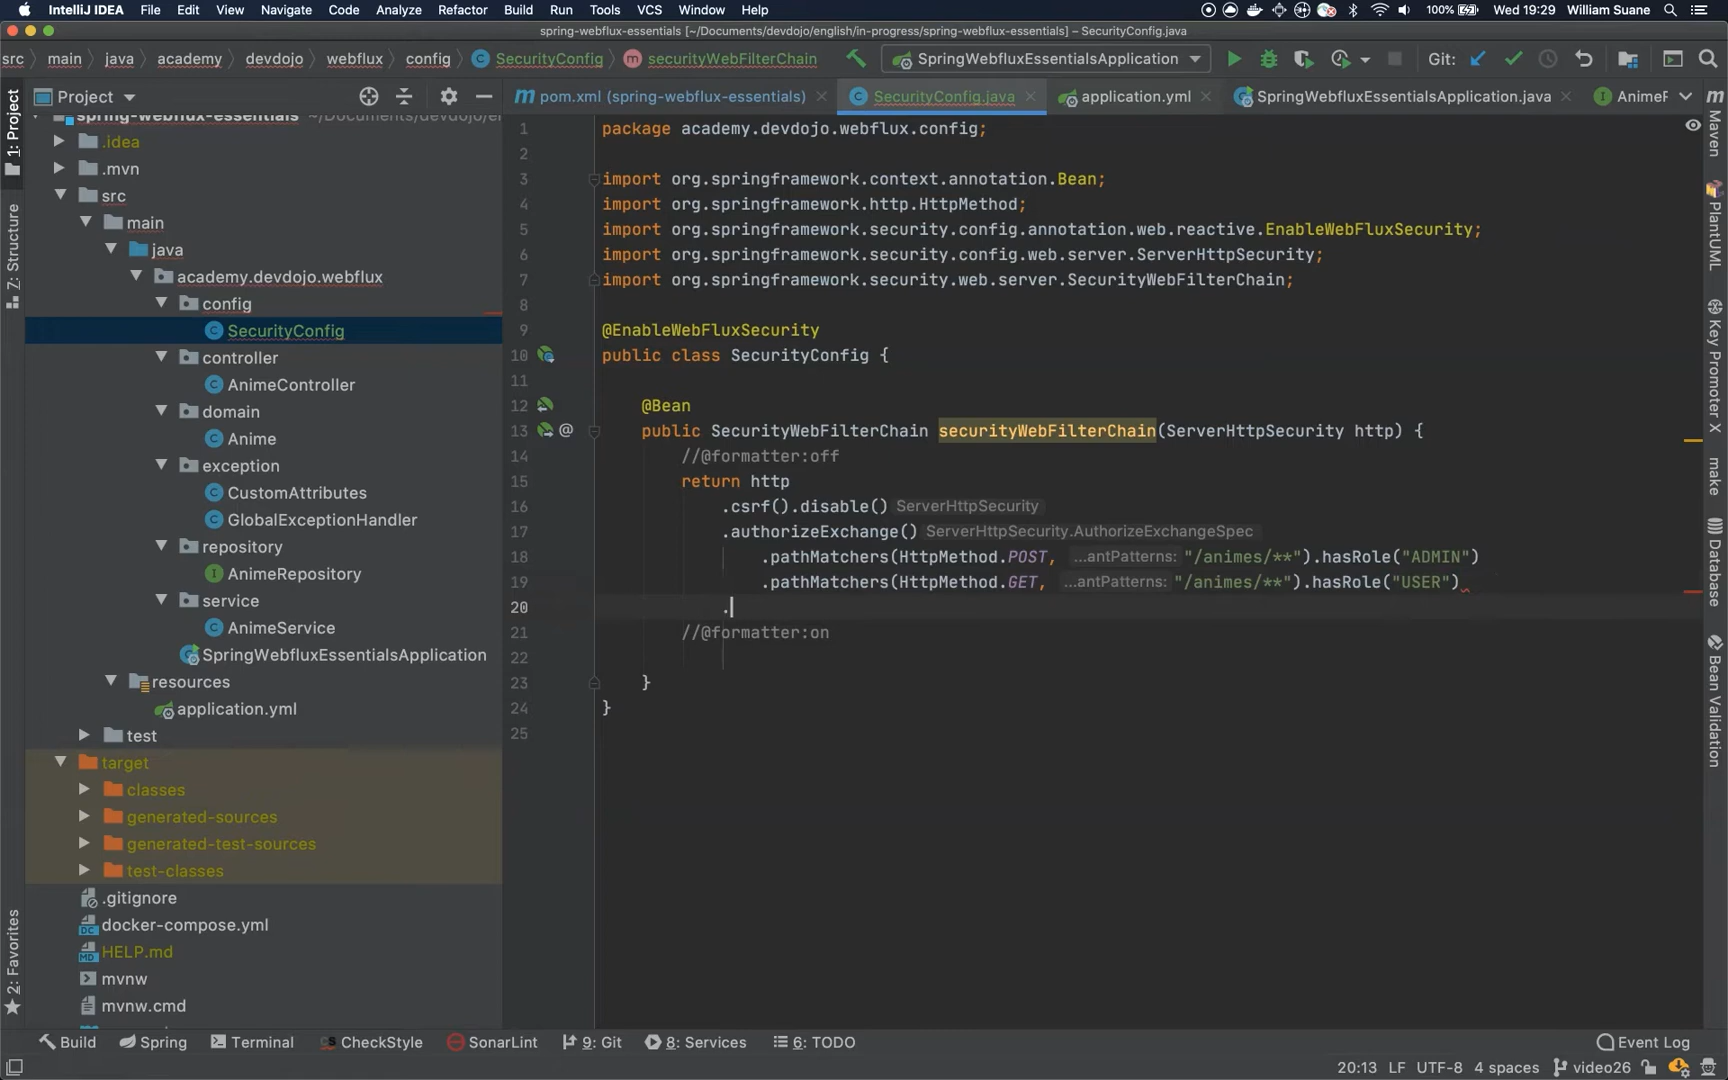 IntelliJ IDEA File Edit View Navigate Code Analyze Refactor Build Run Tools VCS Window Help 100% Wed 19:29 William Suane
spring-webflux-essentials [~/Documents/devdojo/english/in-progress/spring-webflux-essentials] – SecurityConfig.java
src main java academy devdojo webflux config SecurityConfig securityWebFilterChain SpringWebfluxEssentialsApplication Git:
Project pom.xml (spring-webflux-essentials) SecurityConfig.java application.yml SpringWebfluxEssentialsApplication.java AnimeF
spring-webflux-essentials ~/Documents/devdojo/en
.idea
.mvn
src
main
java
academy.devdojo.webflux
config
SecurityConfig
controller
AnimeController
domain
Anime
exception
CustomAttributes
GlobalExceptionHandler
repository
AnimeRepository
service
AnimeService
SpringWebfluxEssentialsApplication
resources
application.yml
test
target
classes
generated-sources
generated-test-sources
test-classes
.gitignore
docker-compose.yml
HELP.md
mvnw
mvnw.cmd
1 package academy.devdojo.webflux.config;
2
3 import org.springframework.context.annotation.Bean;
4 import org.springframework.http.HttpMethod;
5 import org.springframework.security.config.annotation.web.reactive.EnableWebFluxSecurity;
6 import org.springframework.security.config.web.server.ServerHttpSecurity;
7 import org.springframework.security.web.server.SecurityWebFilterChain;
8
9 @EnableWebFluxSecurity
10 public class SecurityConfig {
11
12 @Bean
13 @ public SecurityWebFilterChain securityWebFilterChain(ServerHttpSecurity http) {
14 //@formatter:off
15 return http
16 .csrf().disable() ServerHttpSecurity
17 .authorizeExchange() ServerHttpSecurity.AuthorizeExchangeSpec
18 .pathMatchers(HttpMethod.POST, ...antPatterns: "/animes/**").hasRole("ADMIN")
19 .pathMatchers(HttpMethod.GET, ...antPatterns: "/animes/**").hasRole("USER")
20 .
21 //@formatter:on
22
23 }
24 }
25
1: Project
7: Structure
2: Favorites
Maven
PlantUML
Key Promoter X
make
Database
Bean Validation
Build Spring Terminal CheckStyle SonarLint 9: Git 8: Services 6: TODO Event Log
20:13 LF UTF-8 4 spaces video26